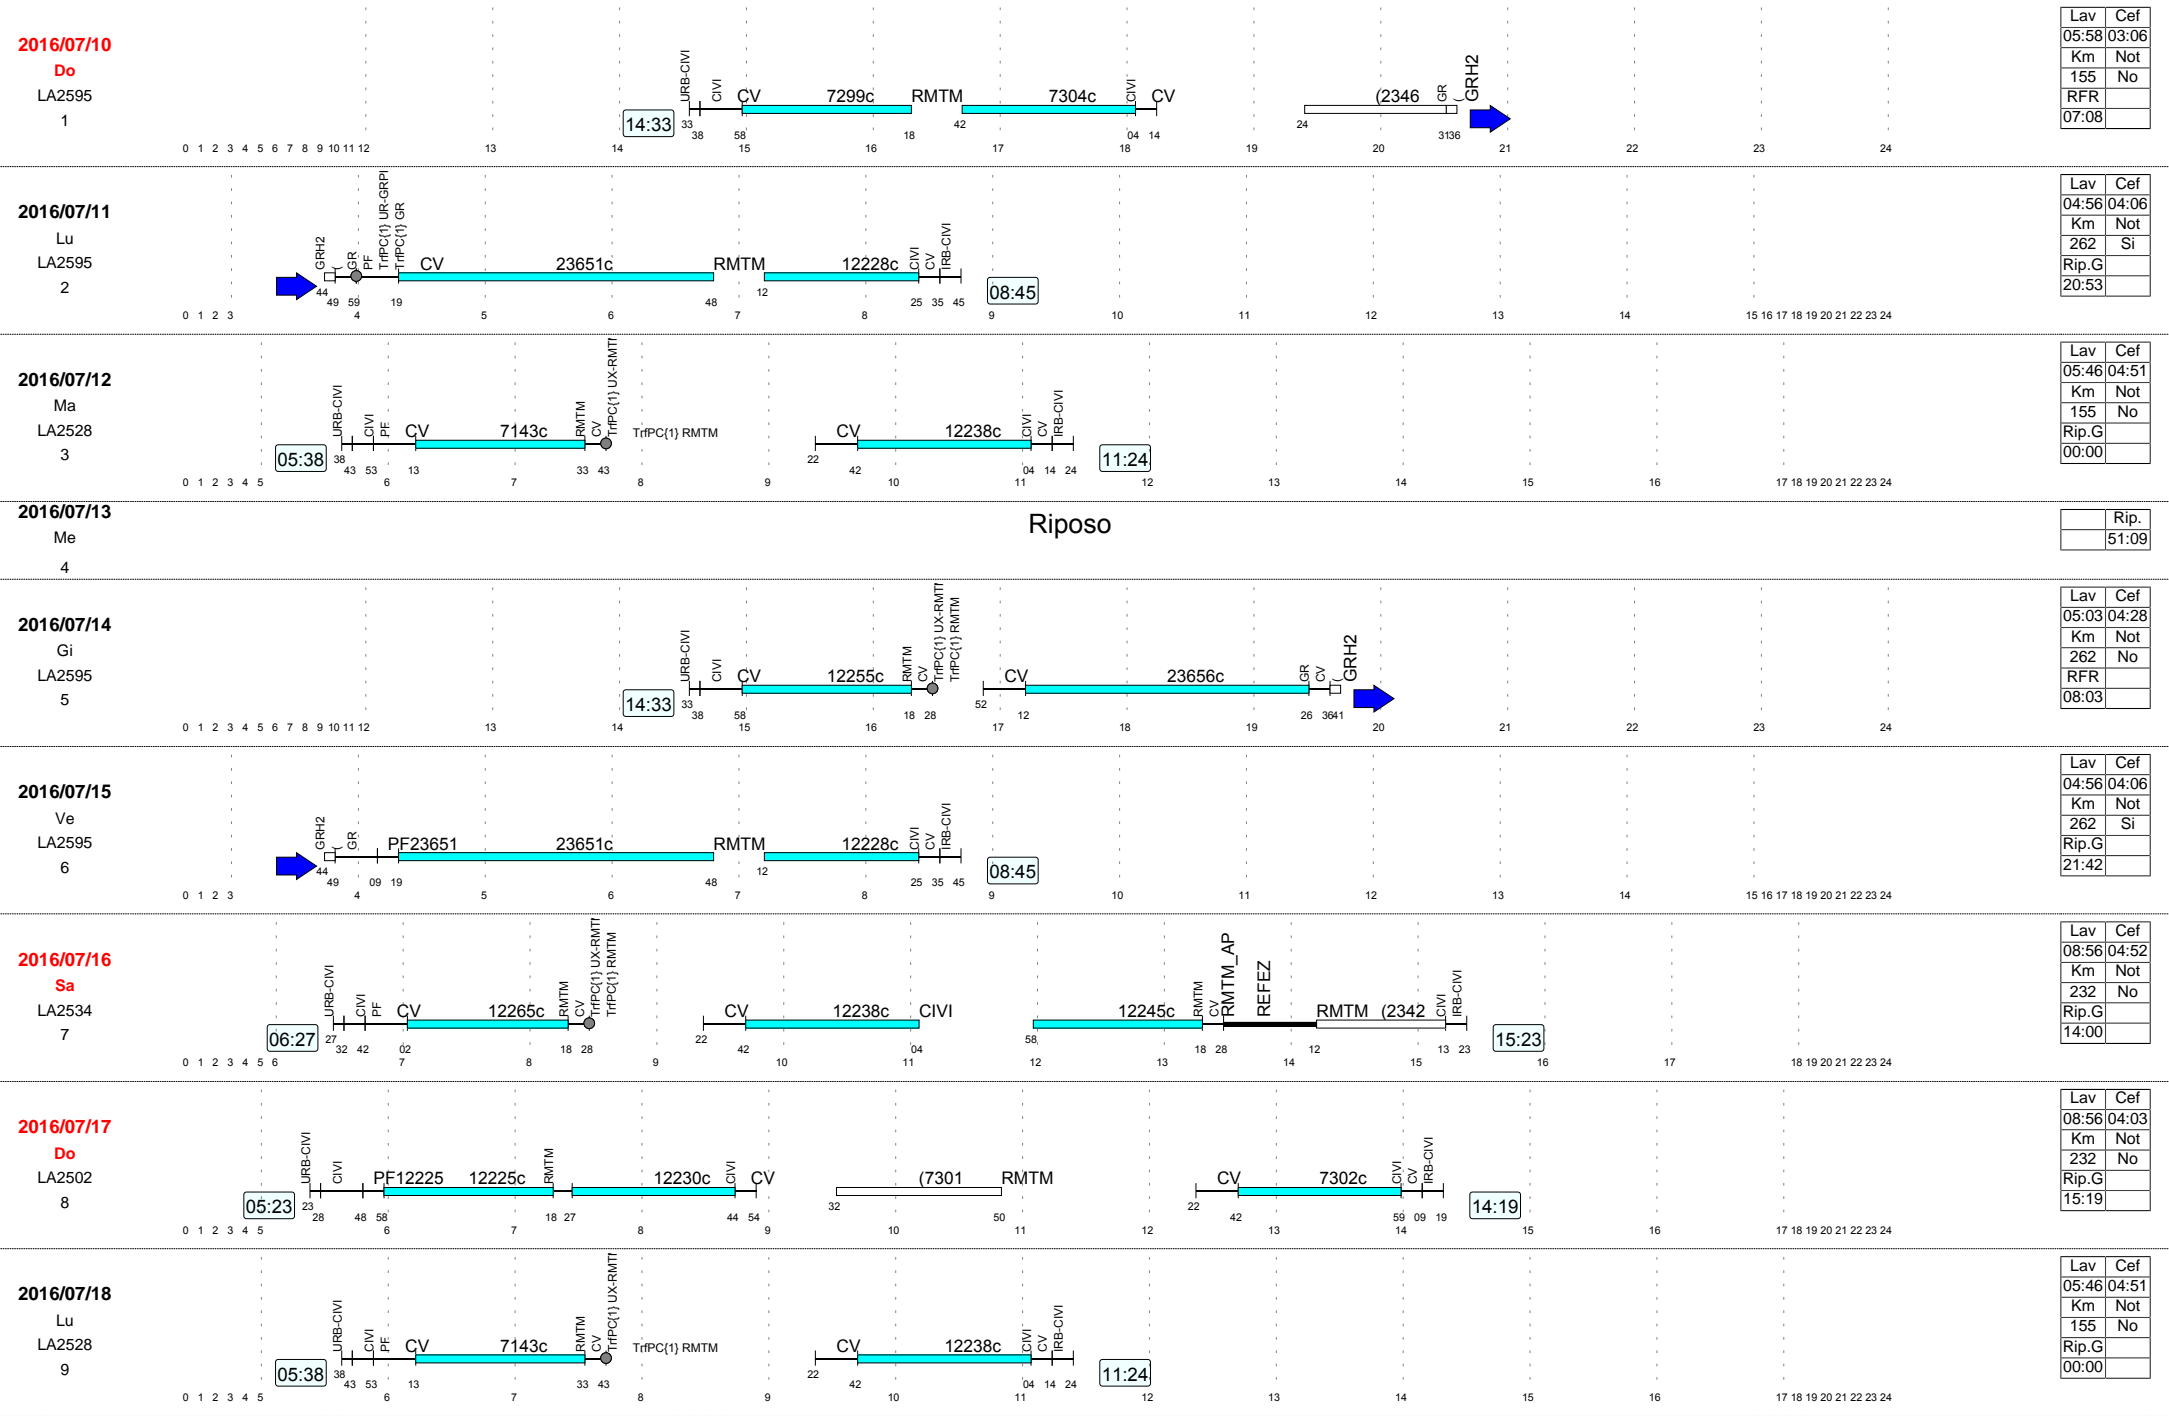 2016/07/10
Do
LA2595
1
14:33
URB-CIVI
CIVI
CV
7299c
RMTM
7304c
CIVI
CV
(2346
GR
(
GRH2
33 38 58 18 42 04 14 24 31 36
0 1 2 3 4 5 6 7 8 9 10 11 12 13 14 15 16 17 18 19 20 21 22 23 24
Lav Cef
05:58 03:06
Km Not
155 No
RFR
07:08
2016/07/11
Lu
LA2595
2
GRH2
(
GR
PF
TrfPC{1} UR-GRPI
TrfPC{1} GR
CV
23651c
RMTM
12228c
CIVI
CV
IRB-CIVI
08:45
44 49 59 19 48 12 25 35 45
0 1 2 3 4 5 6 7 8 9 10 11 12 13 14 15 16 17 18 19 20 21 22 23 24
Lav Cef
04:56 04:06
Km Not
262 Si
Rip.G
20:53
2016/07/12
Ma
LA2528
3
05:38
URB-CIVI
CIVI
PF
CV
7143c
RMTM
CV
TrfPC{1} UX-RMT
TrfPC{1} RMTM
CV
12238c
CIVI
CV
IRB-CIVI
11:24
38 43 53 13 33 43 22 42 04 14 24
0 1 2 3 4 5 6 7 8 9 10 11 12 13 14 15 16 17 18 19 20 21 22 23 24
Lav Cef
05:46 04:51
Km Not
155 No
Rip.G
00:00
2016/07/13
Me
4
Riposo
Rip.
51:09
2016/07/14
Gi
LA2595
5
14:33
URB-CIVI
CIVI
CV
12255c
RMTM
CV
TrfPC{1} UX-RMT
TrfPC{1} RMTM
CV
23656c
GR
CV
(
GRH2
33 38 58 18 28 52 12 26 36 41
0 1 2 3 4 5 6 7 8 9 10 11 12 13 14 15 16 17 18 19 20 21 22 23 24
Lav Cef
05:03 04:28
Km Not
262 No
RFR
08:03
2016/07/15
Ve
LA2595
6
GRH2
(
GR
PF23651
23651c
RMTM
12228c
CIVI
CV
IRB-CIVI
08:45
44 49 09 19 48 12 25 35 45
0 1 2 3 4 5 6 7 8 9 10 11 12 13 14 15 16 17 18 19 20 21 22 23 24
Lav Cef
04:56 04:06
Km Not
262 Si
Rip.G
21:42
2016/07/16
Sa
LA2534
7
06:27
URB-CIVI
CIVI
PF
CV
12265c
RMTM
CV
TrfPC{1} UX-RMT
TrfPC{1} RMTM
CV
12238c
CIVI
12245c
RMTM
CV
RMTM_AP
REFEZ
RMTM
(2342
CIVI
IRB-CIVI
15:23
27 32 42 02 18 28 22 42 04 58 18 28 12 13 23
0 1 2 3 4 5 6 7 8 9 10 11 12 13 14 15 16 17 18 19 20 21 22 23 24
Lav Cef
08:56 04:52
Km Not
232 No
Rip.G
14:00
2016/07/17
Do
LA2502
8
05:23
URB-CIVI
CIVI
PF12225
12225c
RMTM
12230c
CIVI
CV
(7301
RMTM
CV
7302c
CIVI
CV
IRB-CIVI
14:19
23 28 48 58 18 27 44 54 32 50 22 42 59 09 19
0 1 2 3 4 5 6 7 8 9 10 11 12 13 14 15 16 17 18 19 20 21 22 23 24
Lav Cef
08:56 04:03
Km Not
232 No
Rip.G
15:19
2016/07/18
Lu
LA2528
9
05:38
URB-CIVI
CIVI
PF
CV
7143c
RMTM
CV
TrfPC{1} UX-RMT
TrfPC{1} RMTM
CV
12238c
CIVI
CV
IRB-CIVI
11:24
38 43 53 13 33 43 22 42 04 14 24
0 1 2 3 4 5 6 7 8 9 10 11 12 13 14 15 16 17 18 19 20 21 22 23 24
Lav Cef
05:46 04:51
Km Not
155 No
Rip.G
00:00